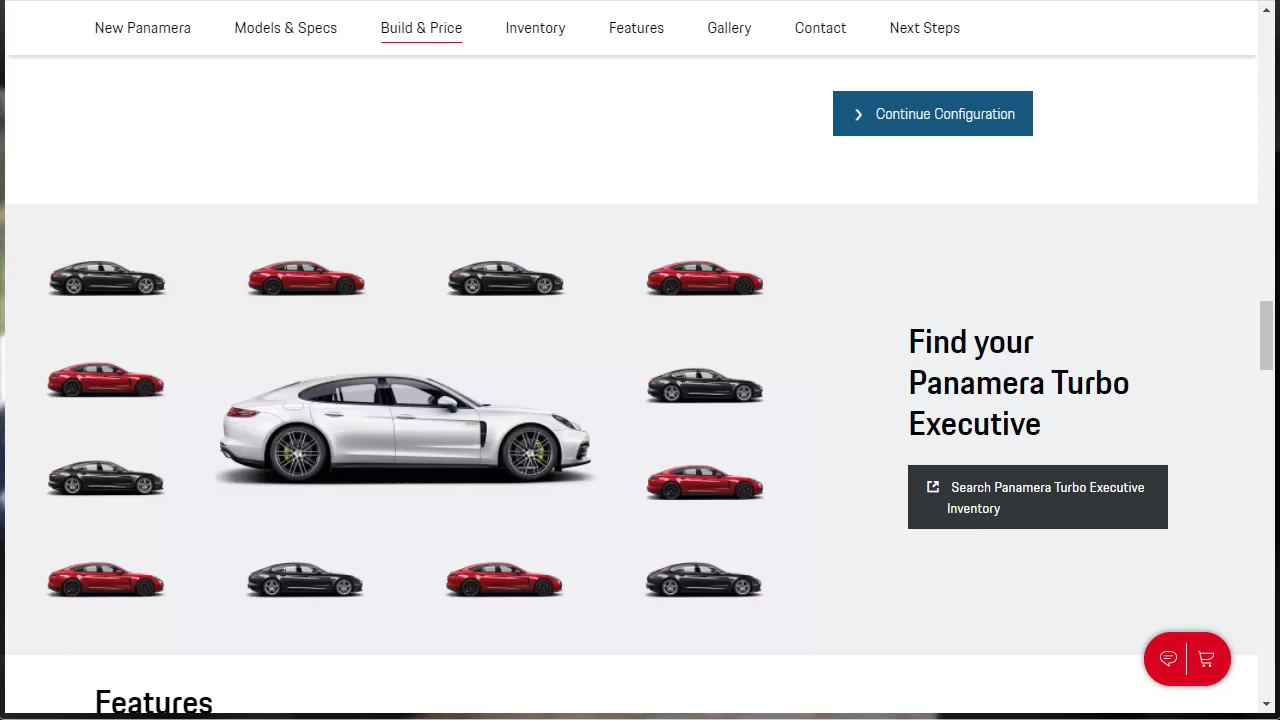 New Panamera
Models & Specs
Build & Price
Inventory
Features
Gallery
Contact
Next Steps
Continue Configuration
Find your
Panamera Turbo
Executive
Search Panamera Turbo Executive
Inventory
Features